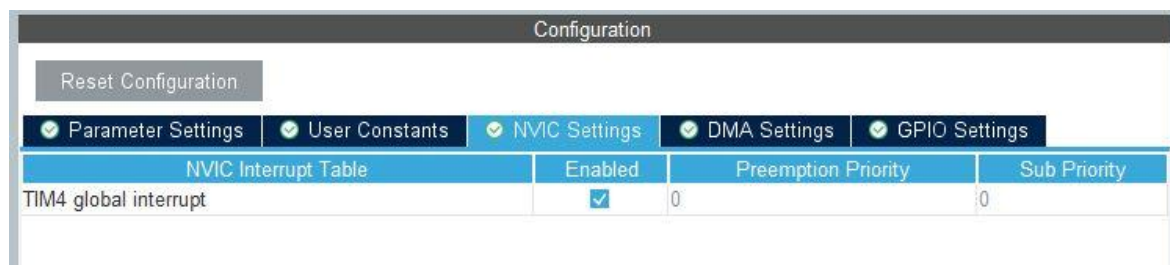 Configuration
Reset Configuration
Parameter Settings User Constants NVIC Settings DMA Settings GPIO Settings
NVIC Interrupt Table Enabled Preemption Priority Sub Priority
TIM4 global interrupt 0 0